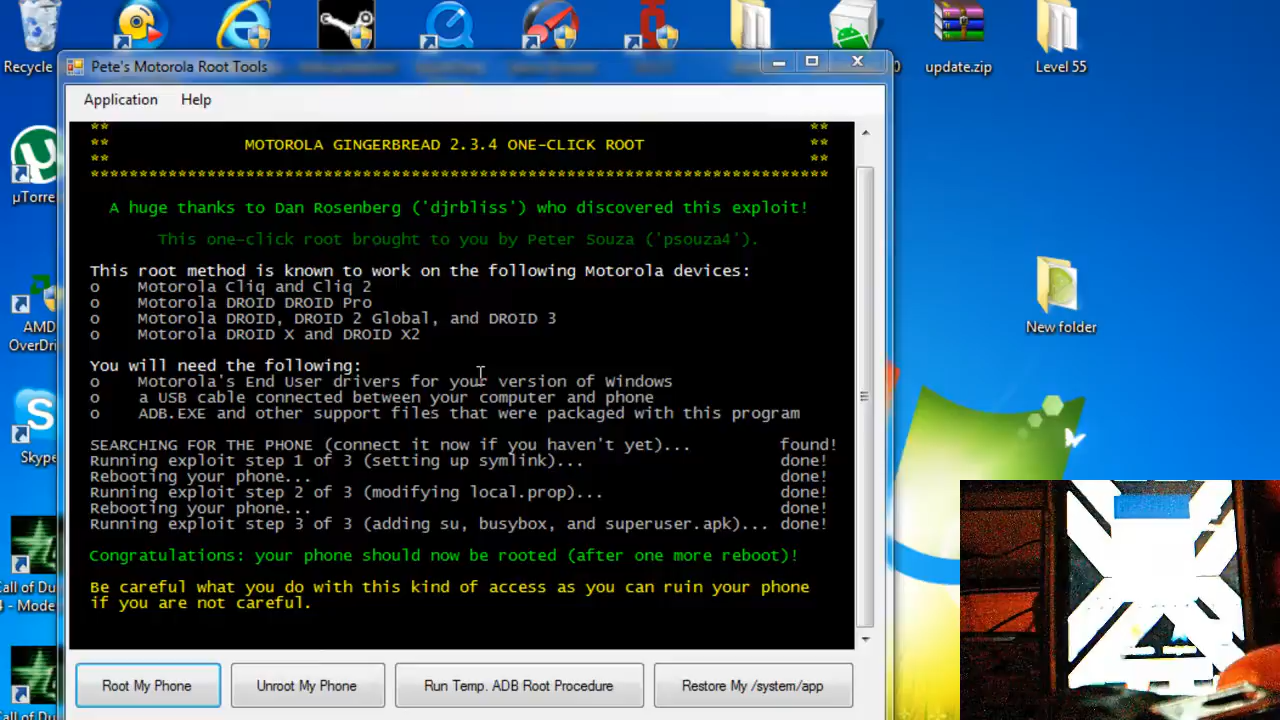 Recycle
update.zip
Level 55
Pete's Motorola Root Tools
Application Help
** **
** MOTOROLA GINGERBREAD 2.3.4 ONE-CLICK ROOT **
** **
****************************************************************************
A huge thanks to Dan Rosenberg ('djrbliss') who discovered this exploit!
This one-click root brought to you by Peter Souza ('psouza4').
This root method is known to work on the following Motorola devices:
o Motorola Cliq and Cliq 2
o Motorola DROID DROID Pro
o Motorola DROID, DROID 2 Global, and DROID 3
o Motorola DROID X and DROID X2
You will need the following:
o Motorola's End User drivers for your version of Windows
o a USB cable connected between your computer and phone
o ADB.EXE and other support files that were packaged with this program
SEARCHING FOR THE PHONE (connect it now if you haven't yet)... found!
Running exploit step 1 of 3 (setting up symlink)... done!
Rebooting your phone... done!
Running exploit step 2 of 3 (modifying local.prop)... done!
Rebooting your phone... done!
Running exploit step 3 of 3 (adding su, busybox, and superuser.apk)... done!
Congratulations: your phone should now be rooted (after one more reboot)!
Be careful what you do with this kind of access as you can ruin your phone
if you are not careful.
Root My Phone Unroot My Phone Run Temp. ADB Root Procedure Restore My /system/app
µTorre
AMD
OverDri
Skype
New folder
Call of Du
4 - Mode